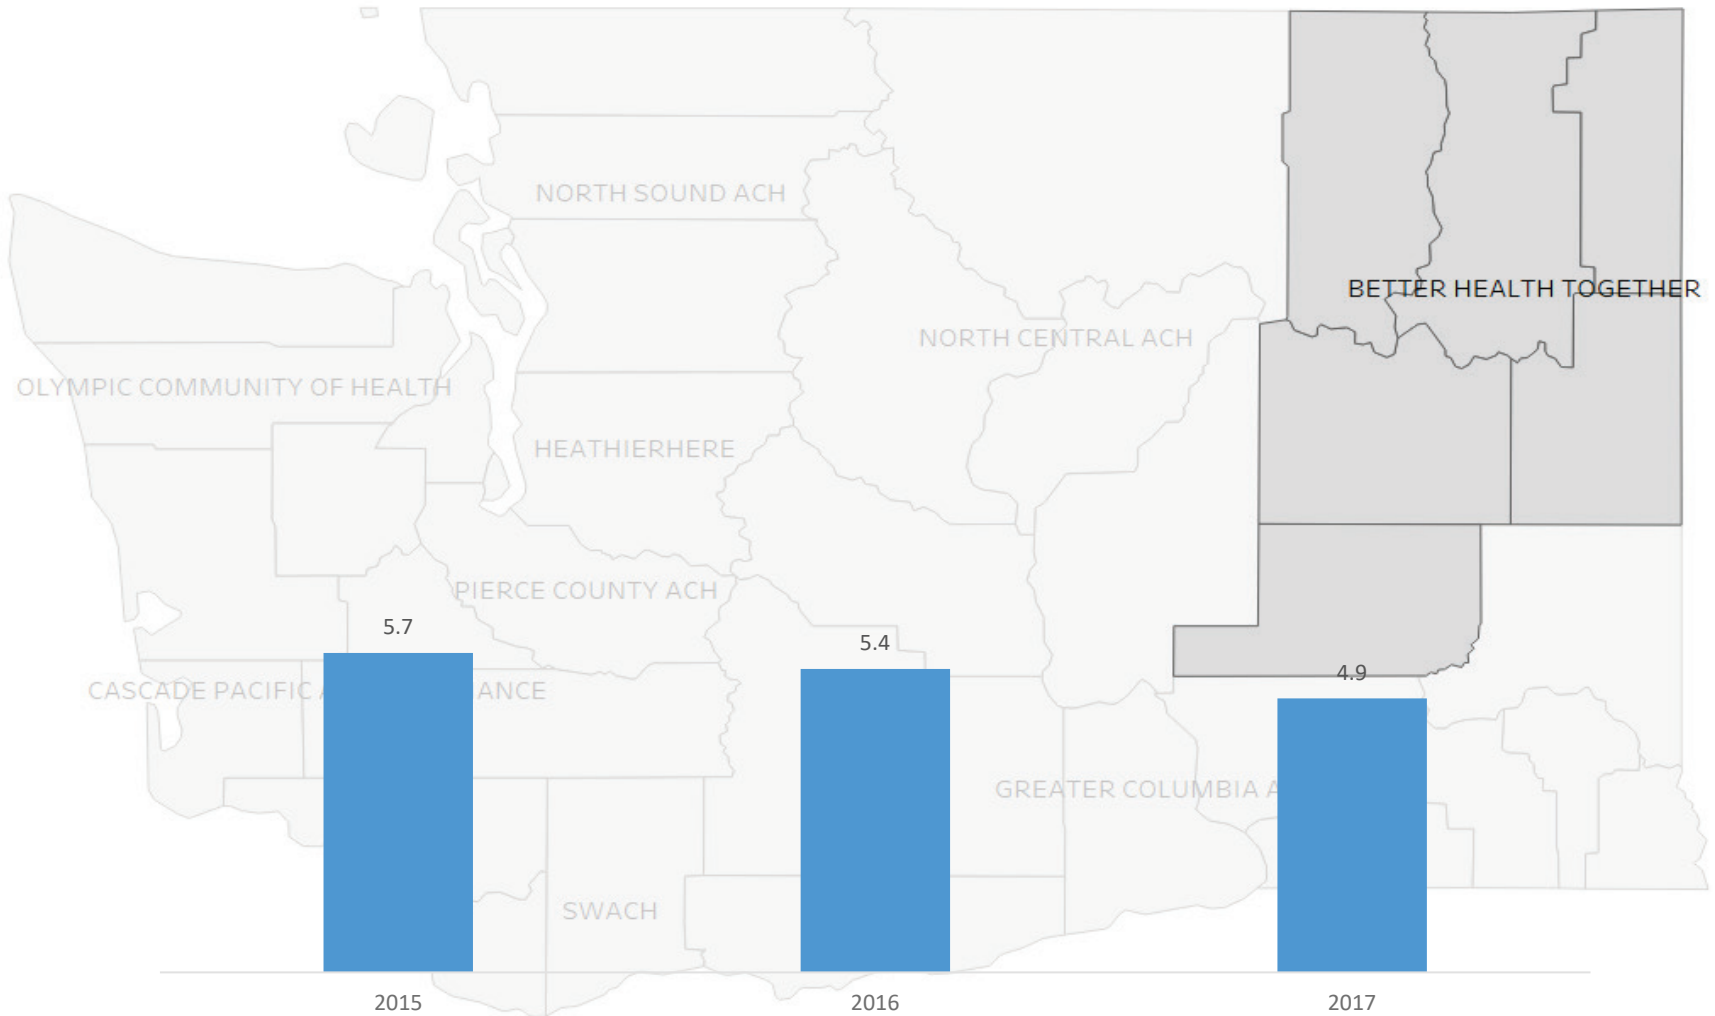 NORTH SOUND ACH
BETTER HEALTH TOGETHER
NORTH CENTRAL ACH
OLYMPIC COMMUNITY OF HEALTH
HEATHIERHERE
PIERCE COUNTY ACH
5.7
5.4
4.9
CASCADE PACIFIC A ANCE
GREATER COLUMBIA A
SWACH
2015 2016 2017